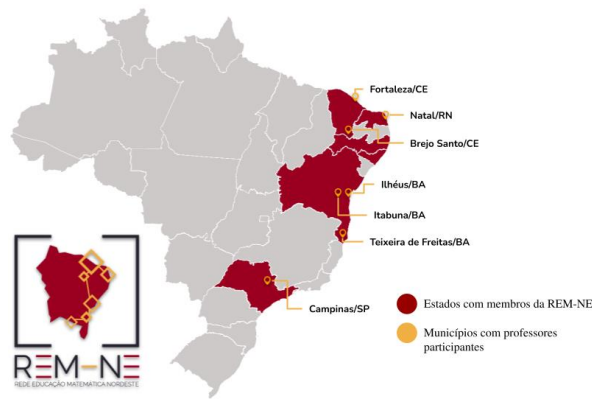 Fortaleza/CE
Natal/RN
Brejo Santo/CE
Ilhéus/BA
Itabuna/BA
Teixeira de Freitas/BA
Campinas/SP
Estados com membros da REM-NE
Municípios com professores
participantes
REM-NE
REDE EDUCAÇÃO MATEMÁTICA NORDESTE